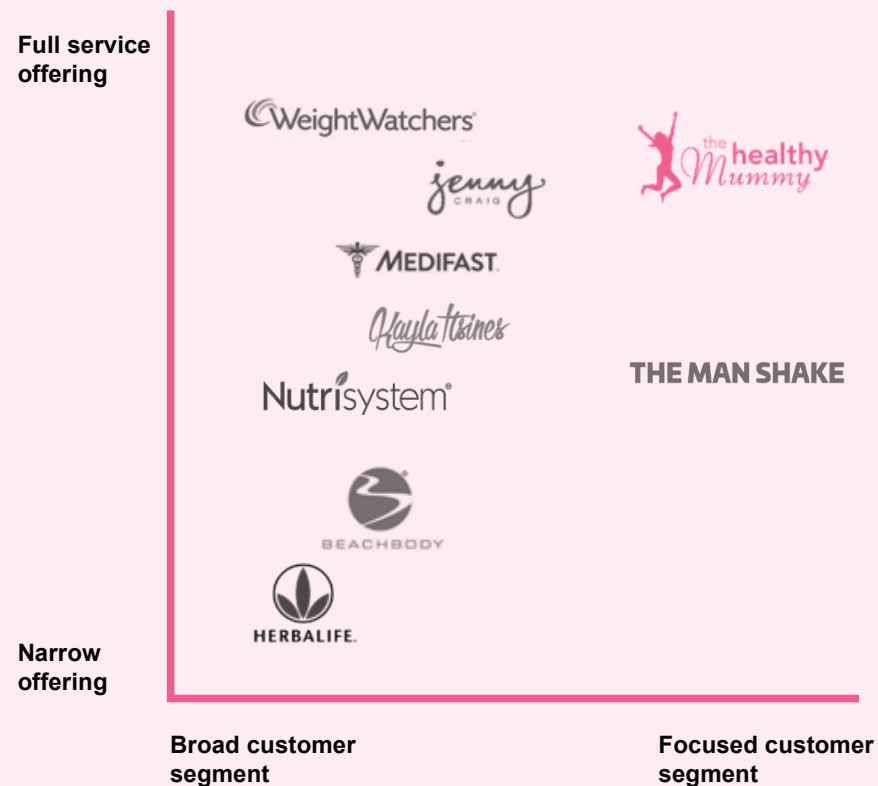 Full service
offering
WeightWatchers
jenny
CRAIG
the healthy
Mummy
MEDIFAST
Kayla Itsines
THE MAN SHAKE
Nutrisystem®
BEACHBODY
HERBALIFE.
Narrow
offering
Broad customer
segment
Focused customer
segment